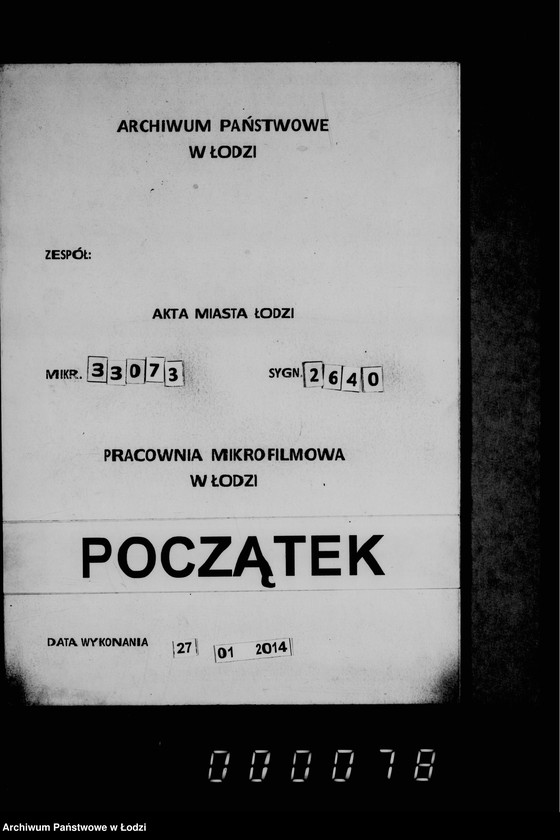 ARCHIWUM PAŃSTWOWE
W ŁODZI
ZESPÓŁ:
AKTA MIASTA ŁODZI
MIKR. 33073 SYGN. 2640
PRACOWNIA MIKROFILMOWA
W ŁODZI
POCZĄTEK
DATA WYKONANIA 27 01 2014
000078
Archiwum Państwowe w Łodzi